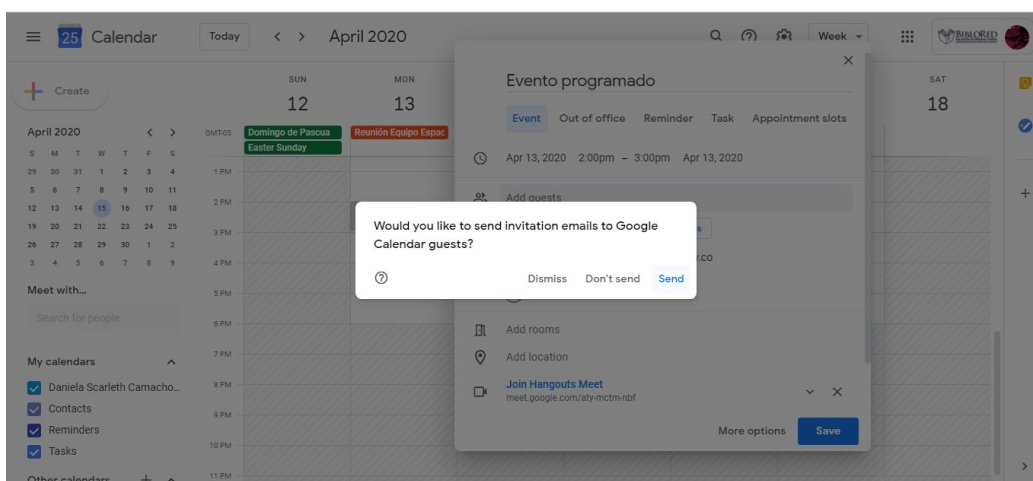 25 Calendar
Today
April 2020
Week
BIBLORED
Create
April 2020
S M T W T F S
29 30 31 1 2 3 4
5 6 7 8 9 10 11
12 13 14 15 16 17 18
19 20 21 22 23 24 25
26 27 28 29 30 1 2
3 4 5 6 7 8 9
Meet with...
Search for people
My calendars
Daniela Scarleth Camacho...
Contacts
Reminders
Tasks
Other calendars
SUN
12
MON
13
SAT
18
GMT-05
Domingo de Pascua
Easter Sunday
Reunión Equipo Espac
1 PM
2 PM
3 PM
4 PM
5 PM
6 PM
7 PM
8 PM
9 PM
10 PM
11 PM
Evento programado
Event Out of office Reminder Task Appointment slots
Apr 13, 2020 2:00pm – 3:00pm Apr 13, 2020
Add guests
s
.co
Would you like to send invitation emails to Google
Calendar guests?
Dismiss Don't send Send
Add rooms
Add location
Join Hangouts Meet
meet.google.com/aty-mctm-nbf
More options Save